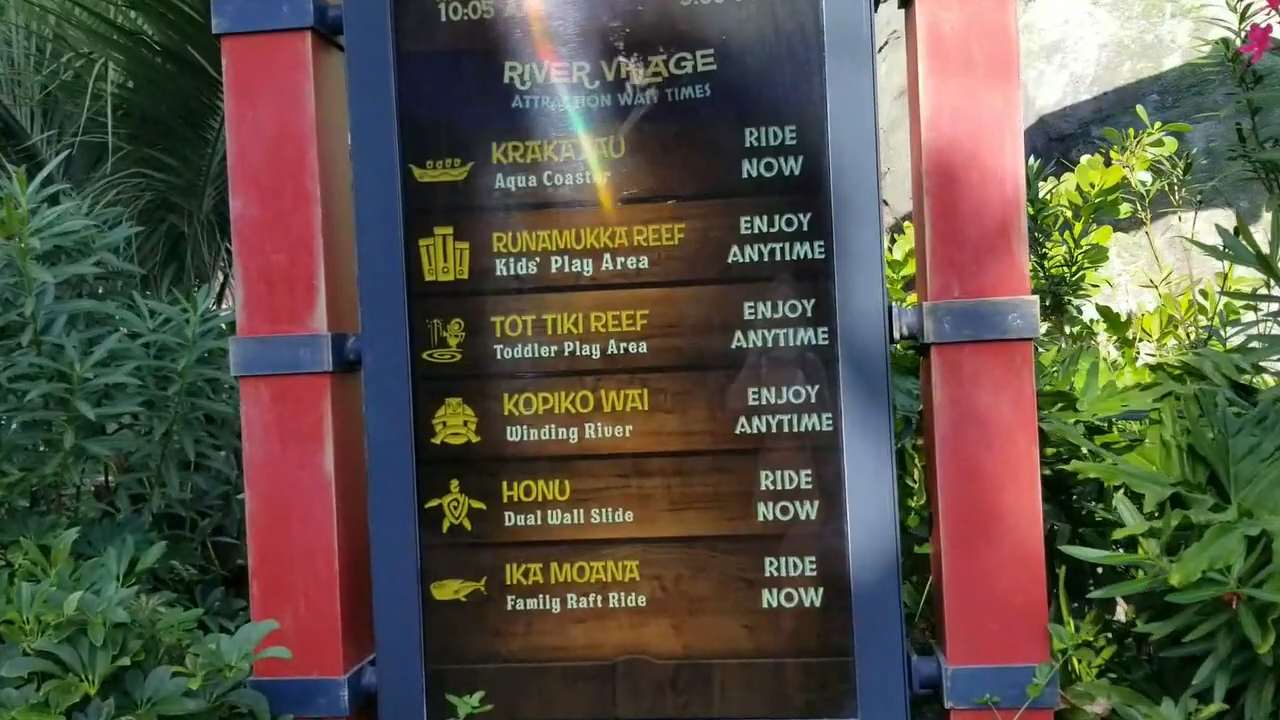 10:05
RIVER VILLAGE
ATTRACTION WAIT TIMES
KRAKATAU
Aqua Coaster
RIDE
NOW
RUNAMUKKA REEF
Kids' Play Area
ENJOY
ANYTIME
TOT TIKI REEF
Toddler Play Area
ENJOY
ANYTIME
KOPIKO WAI
Winding River
ENJOY
ANYTIME
HONU
Dual Wall Slide
RIDE
NOW
IKA MOANA
Family Raft Ride
RIDE
NOW